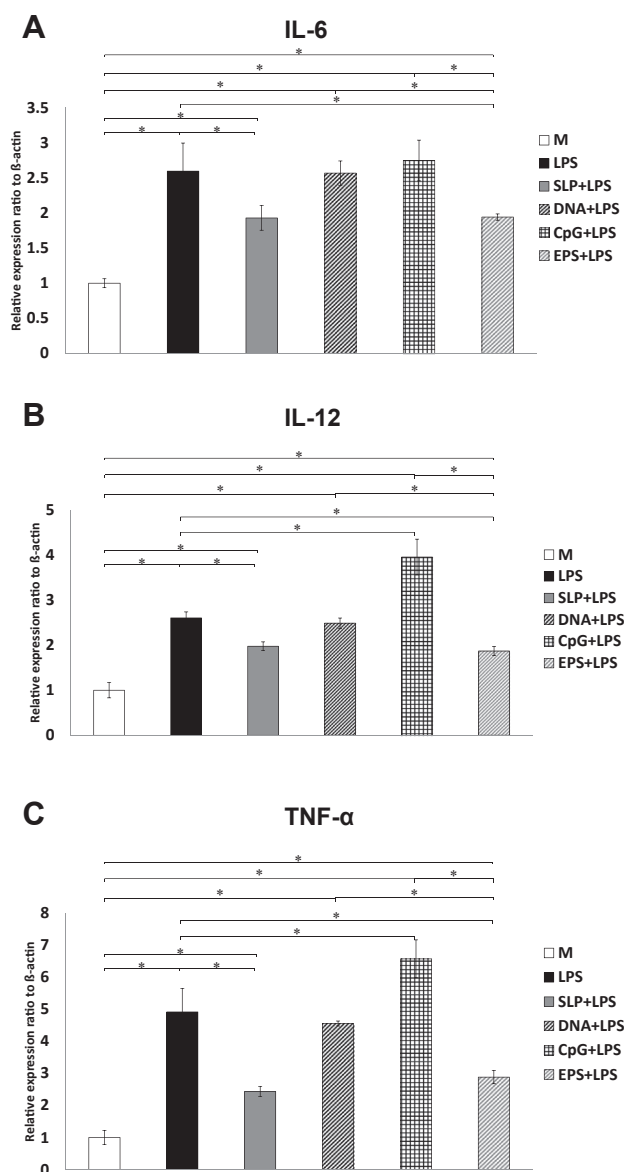 A
IL-6
*
* *
* *
*
*
* *
Relative expression ratio to ß-actin
3.5
3
2.5
2
1.5
1
0.5
0
M
LPS
SLP+LPS
DNA+LPS
CpG+LPS
EPS+LPS
B
IL-12
*
* *
* *
*
*
*
* *
Relative expression ratio to ß-actin
5
4
3
2
1
0
M
LPS
SLP+LPS
DNA+LPS
CpG+LPS
EPS+LPS
C
TNF-α
*
* *
* *
*
*
*
* *
Relative expression ratio to ß-actin
8
7
6
5
4
3
2
1
0
M
LPS
SLP+LPS
DNA+LPS
CpG+LPS
EPS+LPS